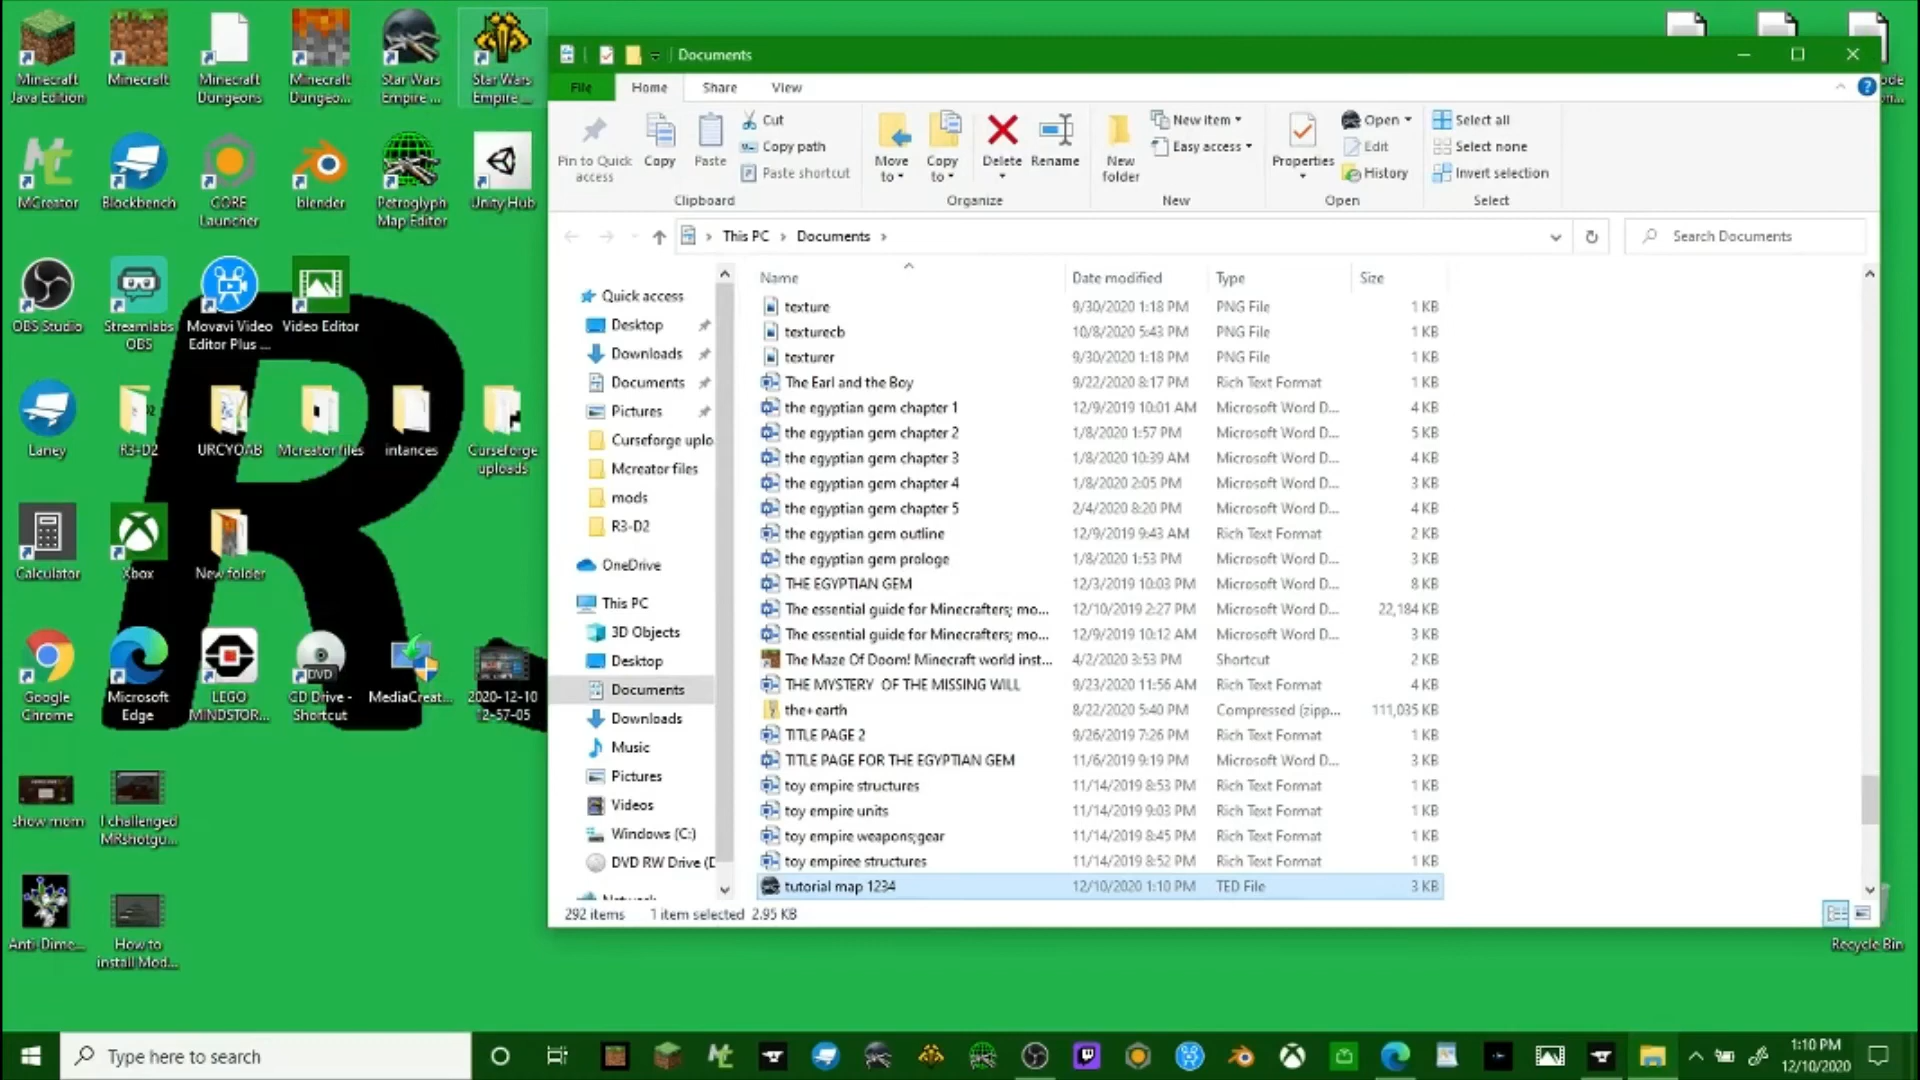 Minecraft Java Edition
Minecraft
Minecraft Dungeons
Minecraft Dungeo...
Star Wars Empire ...
Star Wars Empire ...
MCreator
Blockbench
CORE Launcher
blender
Petroglyph Map Editor
Unity Hub
OBS Studio
Streamlabs OBS
Movavi Video Editor Plus ...
Video Editor
Laney
R3-D2
URCYOAB
Mcreator files
intances
Curseforge uploads
Calculator
Xbox
New folder
Google Chrome
Microsoft Edge
LEGO MINDSTOR...
DVD
CD Drive - Shortcut
MediaCreat...
2020-12-10 12-57-05
show mom
I challenged MRshotgu...
Anti-Dime...
How to install Mod...
Recycle Bin
Documents
File Home Share View
Pin to Quick access
Copy
Paste
Cut
Copy path
Paste shortcut
Clipboard
Move to
Copy to
Delete
Rename
Organize
New folder
New item
Easy access
New
Properties
Open
Edit
History
Open
Select all
Select none
Invert selection
Select
This PC > Documents >
Search Documents
Quick access
Desktop
Downloads
Documents
Pictures
Curseforge uplo
Mcreator files
mods
R3-D2
OneDrive
This PC
3D Objects
Desktop
Documents
Downloads
Music
Pictures
Videos
Windows (C:)
DVD RW Drive (D
Name Date modified Type Size
texture 9/30/2020 1:18 PM PNG File 1 KB
texturecb 10/8/2020 5:43 PM PNG File 1 KB
texturer 9/30/2020 1:18 PM PNG File 1 KB
The Earl and the Boy 9/22/2020 8:17 PM Rich Text Format 1 KB
the egyptian gem chapter 1 12/9/2019 10:01 AM Microsoft Word D... 4 KB
the egyptian gem chapter 2 1/8/2020 1:57 PM Microsoft Word D... 5 KB
the egyptian gem chapter 3 1/8/2020 10:39 AM Microsoft Word D... 4 KB
the egyptian gem chapter 4 1/8/2020 2:05 PM Microsoft Word D... 3 KB
the egyptian gem chapter 5 2/4/2020 8:20 PM Microsoft Word D... 4 KB
the egyptian gem outline 12/9/2019 9:43 AM Rich Text Format 2 KB
the egyptian gem prologe 1/8/2020 1:53 PM Microsoft Word D... 3 KB
THE EGYPTIAN GEM 12/3/2019 10:03 PM Microsoft Word D... 8 KB
The essential guide for Minecrafters; mo... 12/10/2019 2:27 PM Microsoft Word D... 22,184 KB
The essential guide for Minecrafters; mo... 12/9/2019 10:12 AM Microsoft Word D... 3 KB
The Maze Of Doom! Minecraft world inst... 4/2/2020 3:53 PM Shortcut 2 KB
THE MYSTERY OF THE MISSING WILL 9/23/2020 11:56 AM Rich Text Format 4 KB
the+earth 8/22/2020 5:40 PM Compressed (zipp... 111,035 KB
TITLE PAGE 2 9/26/2019 7:26 PM Rich Text Format 1 KB
TITLE PAGE FOR THE EGYPTIAN GEM 11/6/2019 9:19 PM Microsoft Word D... 3 KB
toy empire structures 11/14/2019 8:53 PM Rich Text Format 1 KB
toy empire units 11/14/2019 9:03 PM Rich Text Format 1 KB
toy empire weapons;gear 11/14/2019 8:45 PM Rich Text Format 1 KB
toy empiree structures 11/14/2019 8:52 PM Rich Text Format 1 KB
tutorial map 1234 12/10/2020 1:10 PM TED File 3 KB
292 items 1 item selected 2.95 KB
Type here to search
1:10 PM
12/10/2020